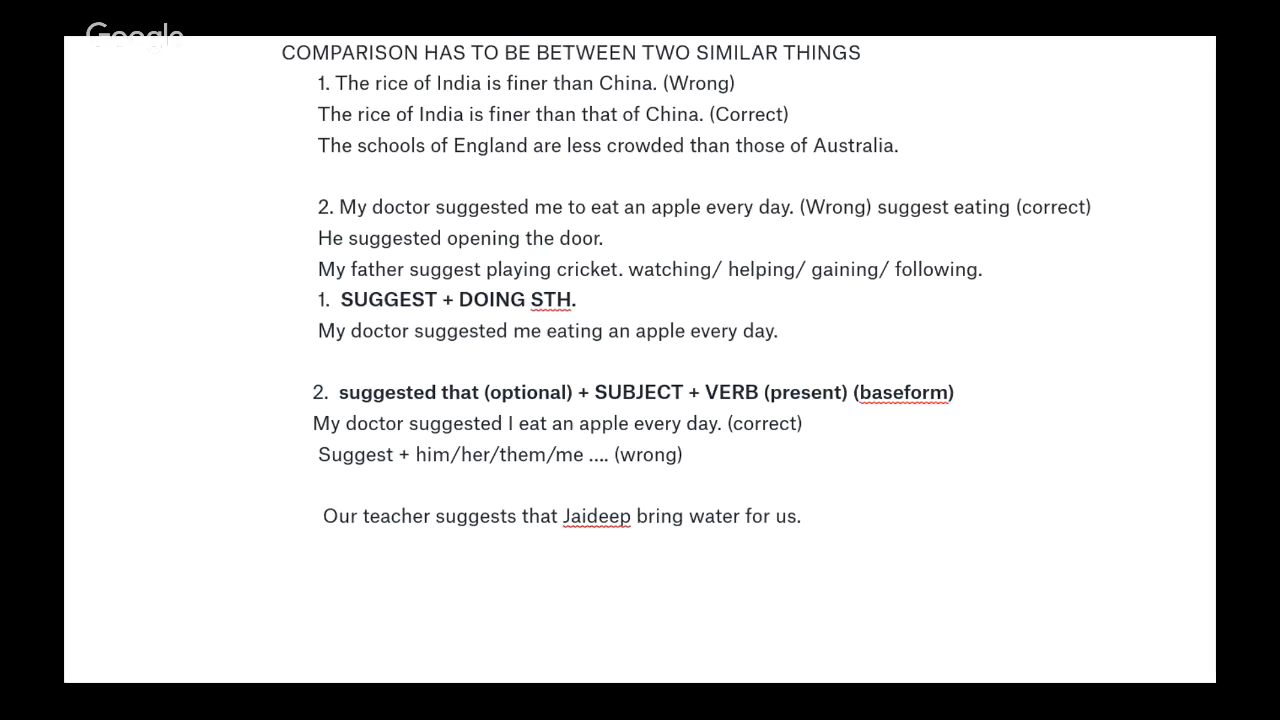 Google
COMPARISON HAS TO BE BETWEEN TWO SIMILAR THINGS
1. The rice of India is finer than China. (Wrong)
The rice of India is finer than that of China. (Correct)
The schools of England are less crowded than those of Australia.
2. My doctor suggested me to eat an apple every day. (Wrong) suggest eating (correct)
He suggested opening the door.
My father suggest playing cricket. watching/ helping/ gaining/ following.
1. SUGGEST + DOING STH.
My doctor suggested me eating an apple every day.
2. suggested that (optional) + SUBJECT + VERB (present) (baseform)
My doctor suggested I eat an apple every day. (correct)
Suggest + him/her/them/me .... (wrong)
Our teacher suggests that Jaideep bring water for us.